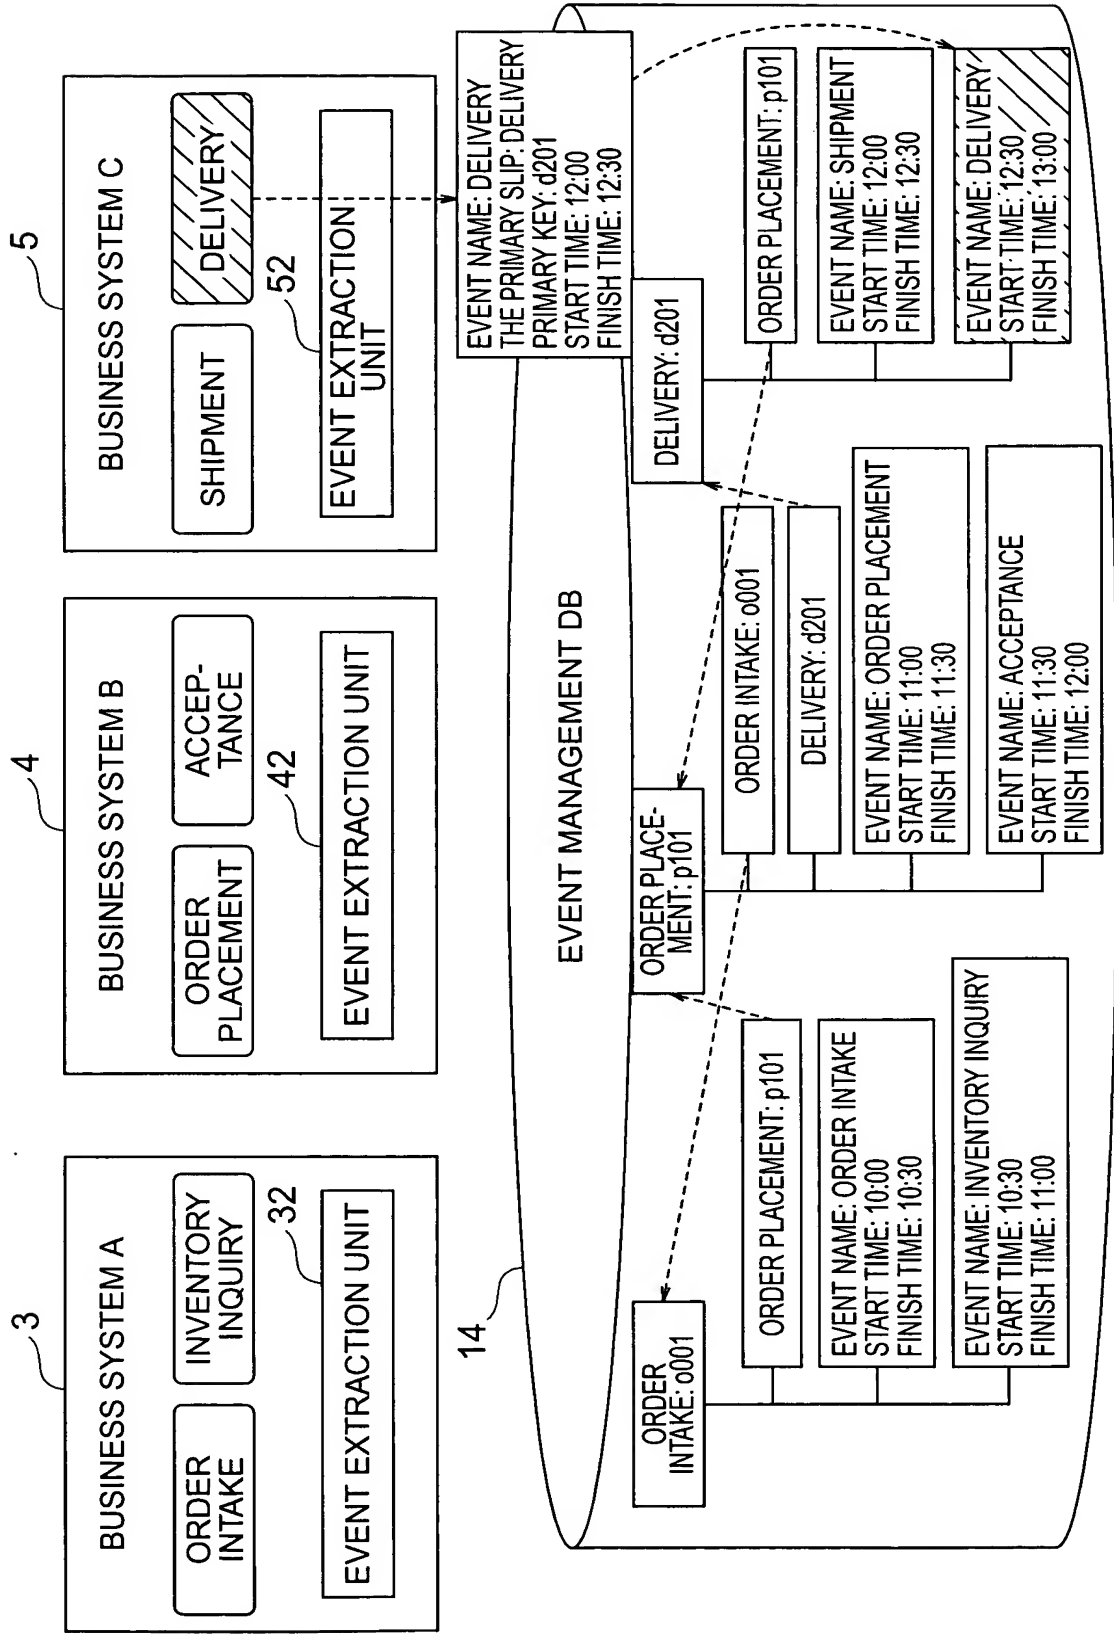 3
BUSINESS SYSTEM A
ORDER
INTAKE
INVENTORY
INQUIRY
32
EVENT EXTRACTION UNIT
4
BUSINESS SYSTEM B
ORDER
PLACEMENT
ACCEP-
TANCE
42
EVENT EXTRACTION UNIT
5
BUSINESS SYSTEM C
SHIPMENT
DELIVERY
52
EVENT EXTRACTION
UNIT
EVENT NAME: DELIVERY
THE PRIMARY SLIP: DELIVERY
PRIMARY KEY: d201
START TIME: 12:00
FINISH TIME: 12:30
14
EVENT MANAGEMENT DB
ORDER
INTAKE: o001
ORDER PLACEMENT: p101
EVENT NAME: ORDER INTAKE
START TIME: 10:00
FINISH TIME: 10:30
EVENT NAME: INVENTORY INQUIRY
START TIME: 10:30
FINISH TIME: 11:00
ORDER PLACE-
MENT: p101
ORDER INTAKE: o001
DELIVERY: d201
EVENT NAME: ORDER PLACEMENT
START TIME: 11:00
FINISH TIME: 11:30
EVENT NAME: ACCEPTANCE
START TIME: 11:30
FINISH TIME: 12:00
DELIVERY: d201
ORDER PLACEMENT: p101
EVENT NAME: SHIPMENT
START TIME: 12:00
FINISH TIME: 12:30
EVENT NAME: DELIVERY
START TIME: 12:30
FINISH TIME: 13:00